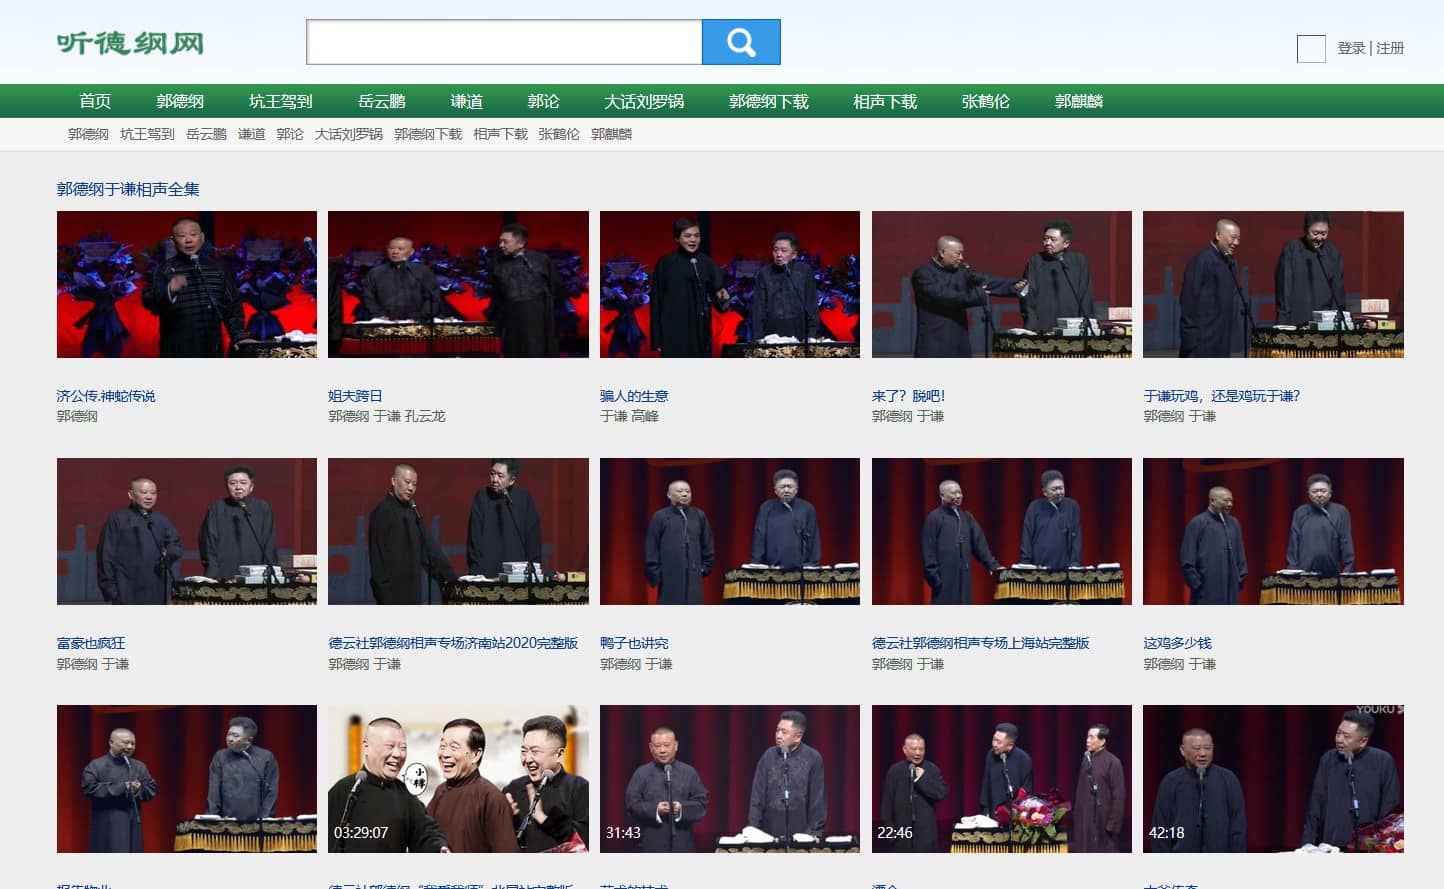 听德纲网
登录 | 注册
首页 郭德纲 坑王驾到 岳云鹏 谦道 郭论 大话刘罗锅 郭德纲下载 相声下载 张鹤伦 郭麒麟
郭德纲 坑王驾到 岳云鹏 谦道 郭论 大话刘罗锅 郭德纲下载 相声下载 张鹤伦 郭麒麟
郭德纲于谦相声全集
济公传.神蛇传说
郭德纲
姐夫跨日
郭德纲 于谦 孔云龙
骗人的生意
于谦 高峰
来了？脱吧！
郭德纲 于谦
于谦玩鸡，还是鸡玩于谦？
郭德纲 于谦
富豪也疯狂
郭德纲 于谦
德云社郭德纲相声专场济南站2020完整版
郭德纲 于谦
鸭子也讲究
郭德纲 于谦
德云社郭德纲相声专场上海站完整版
郭德纲 于谦
这鸡多少钱
郭德纲 于谦
03:29:07
31:43
22:46
YOUKU
42:18